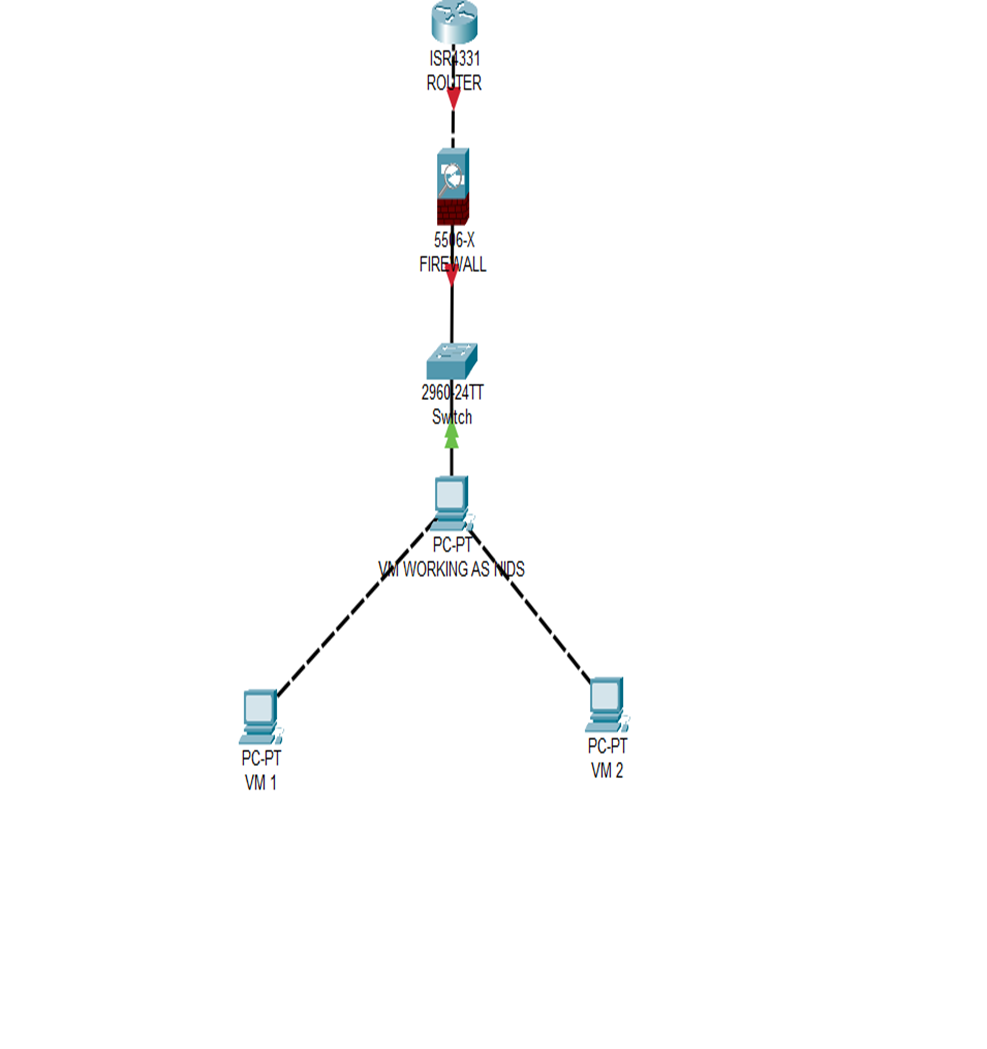 ISR4331
ROUTER
5506-X
FIREWALL
2960-24TT
Switch
PC-PT
VM WORKING AS NIDS
PC-PT
VM 1
PC-PT
VM 2